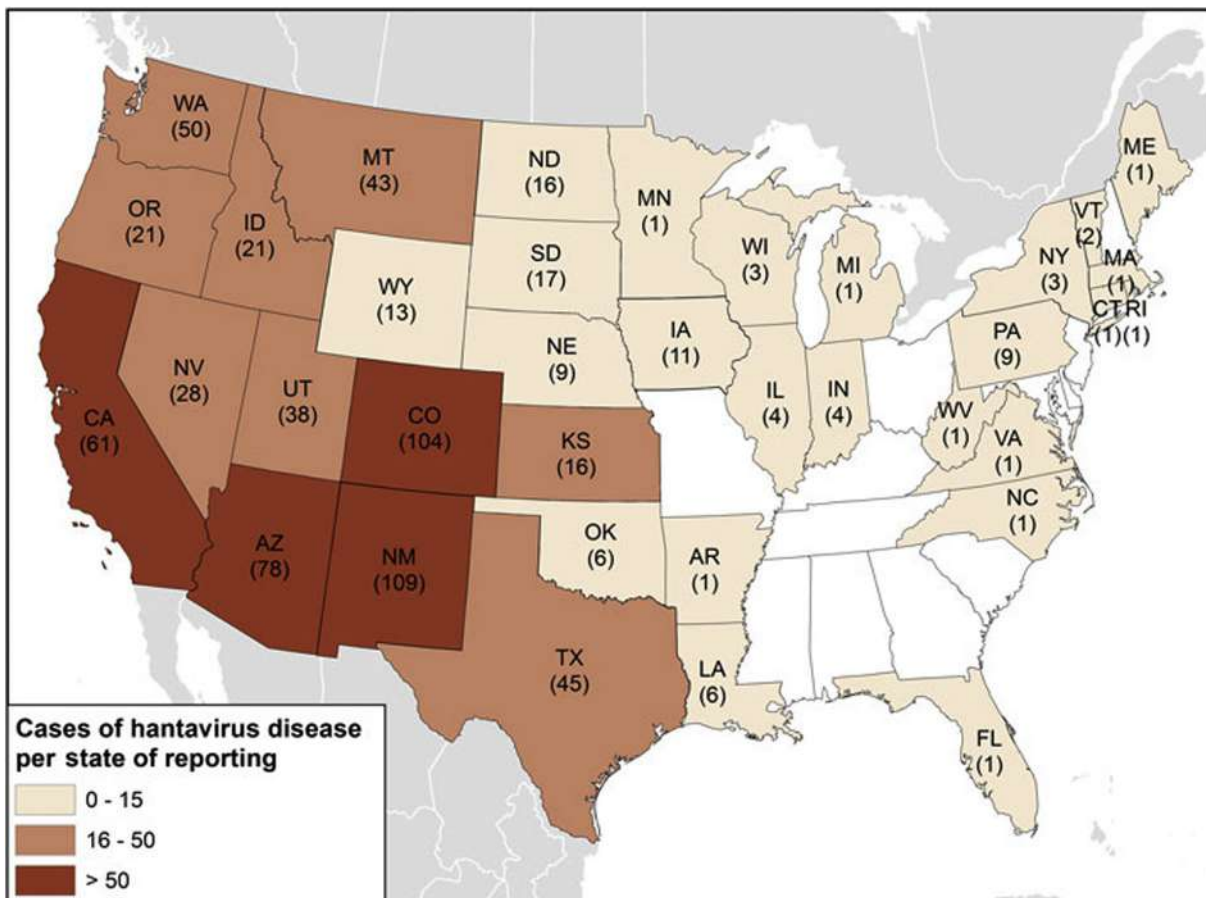 WA
(50)
MT
(43)
ND
(16)
MN
(1)
ME
(1)
OR
(21)
ID
(21)
SD
(17)
WI
(3)
MI
(1)
VT
(2)
NY
(3)
MA
(1)
CT
(1)
RI
(1)
WY
(13)
IA
(11)
NE
(9)
PA
(9)
NV
(28)
UT
(38)
CO
(104)
KS
(16)
IL
(4)
IN
(4)
WV
(1)
VA
(1)
CA
(61)
NC
(1)
AZ
(78)
NM
(109)
OK
(6)
AR
(1)
TX
(45)
LA
(6)
FL
(1)
Cases of hantavirus disease
per state of reporting
0 - 15
16 - 50
> 50